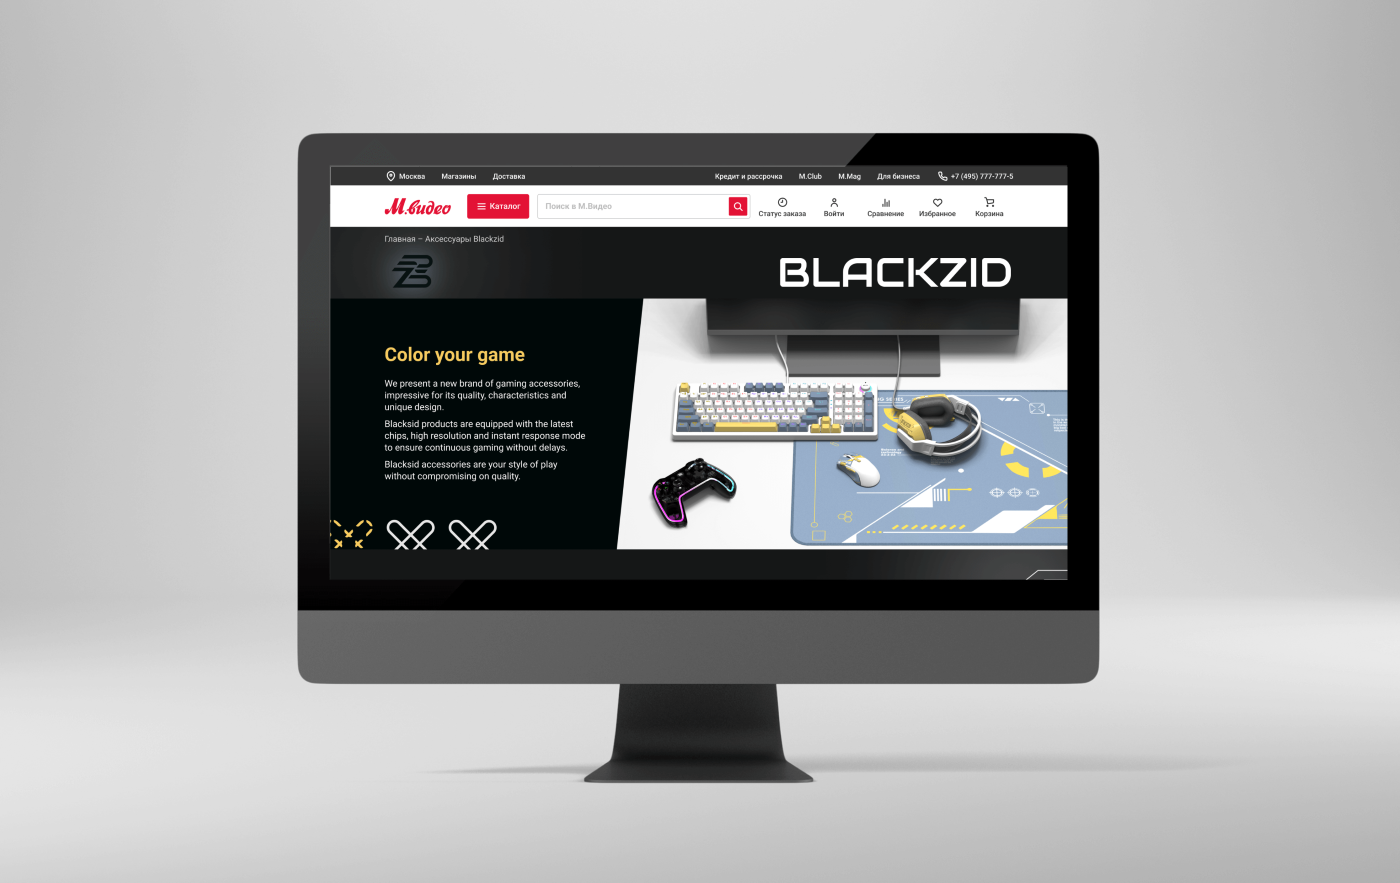 Москва Магазины Доставка Кредит и рассрочка M.Club M.Mag Для бизнеса +7 (495) 777-777-5
М.видео Каталог Поиск в М.Видео Статус заказа Войти Сравнение Избранное Корзина
Главная – Аксессуары Blackzid
BLACKZID
Color your game
We present a new brand of gaming accessories,
impressive for its quality, characteristics and
unique design.
Blacksid products are equipped with the latest
chips, high resolution and instant response mode
to ensure continuous gaming without delays.
Blacksid accessories are your style of play
without compromising on quality.